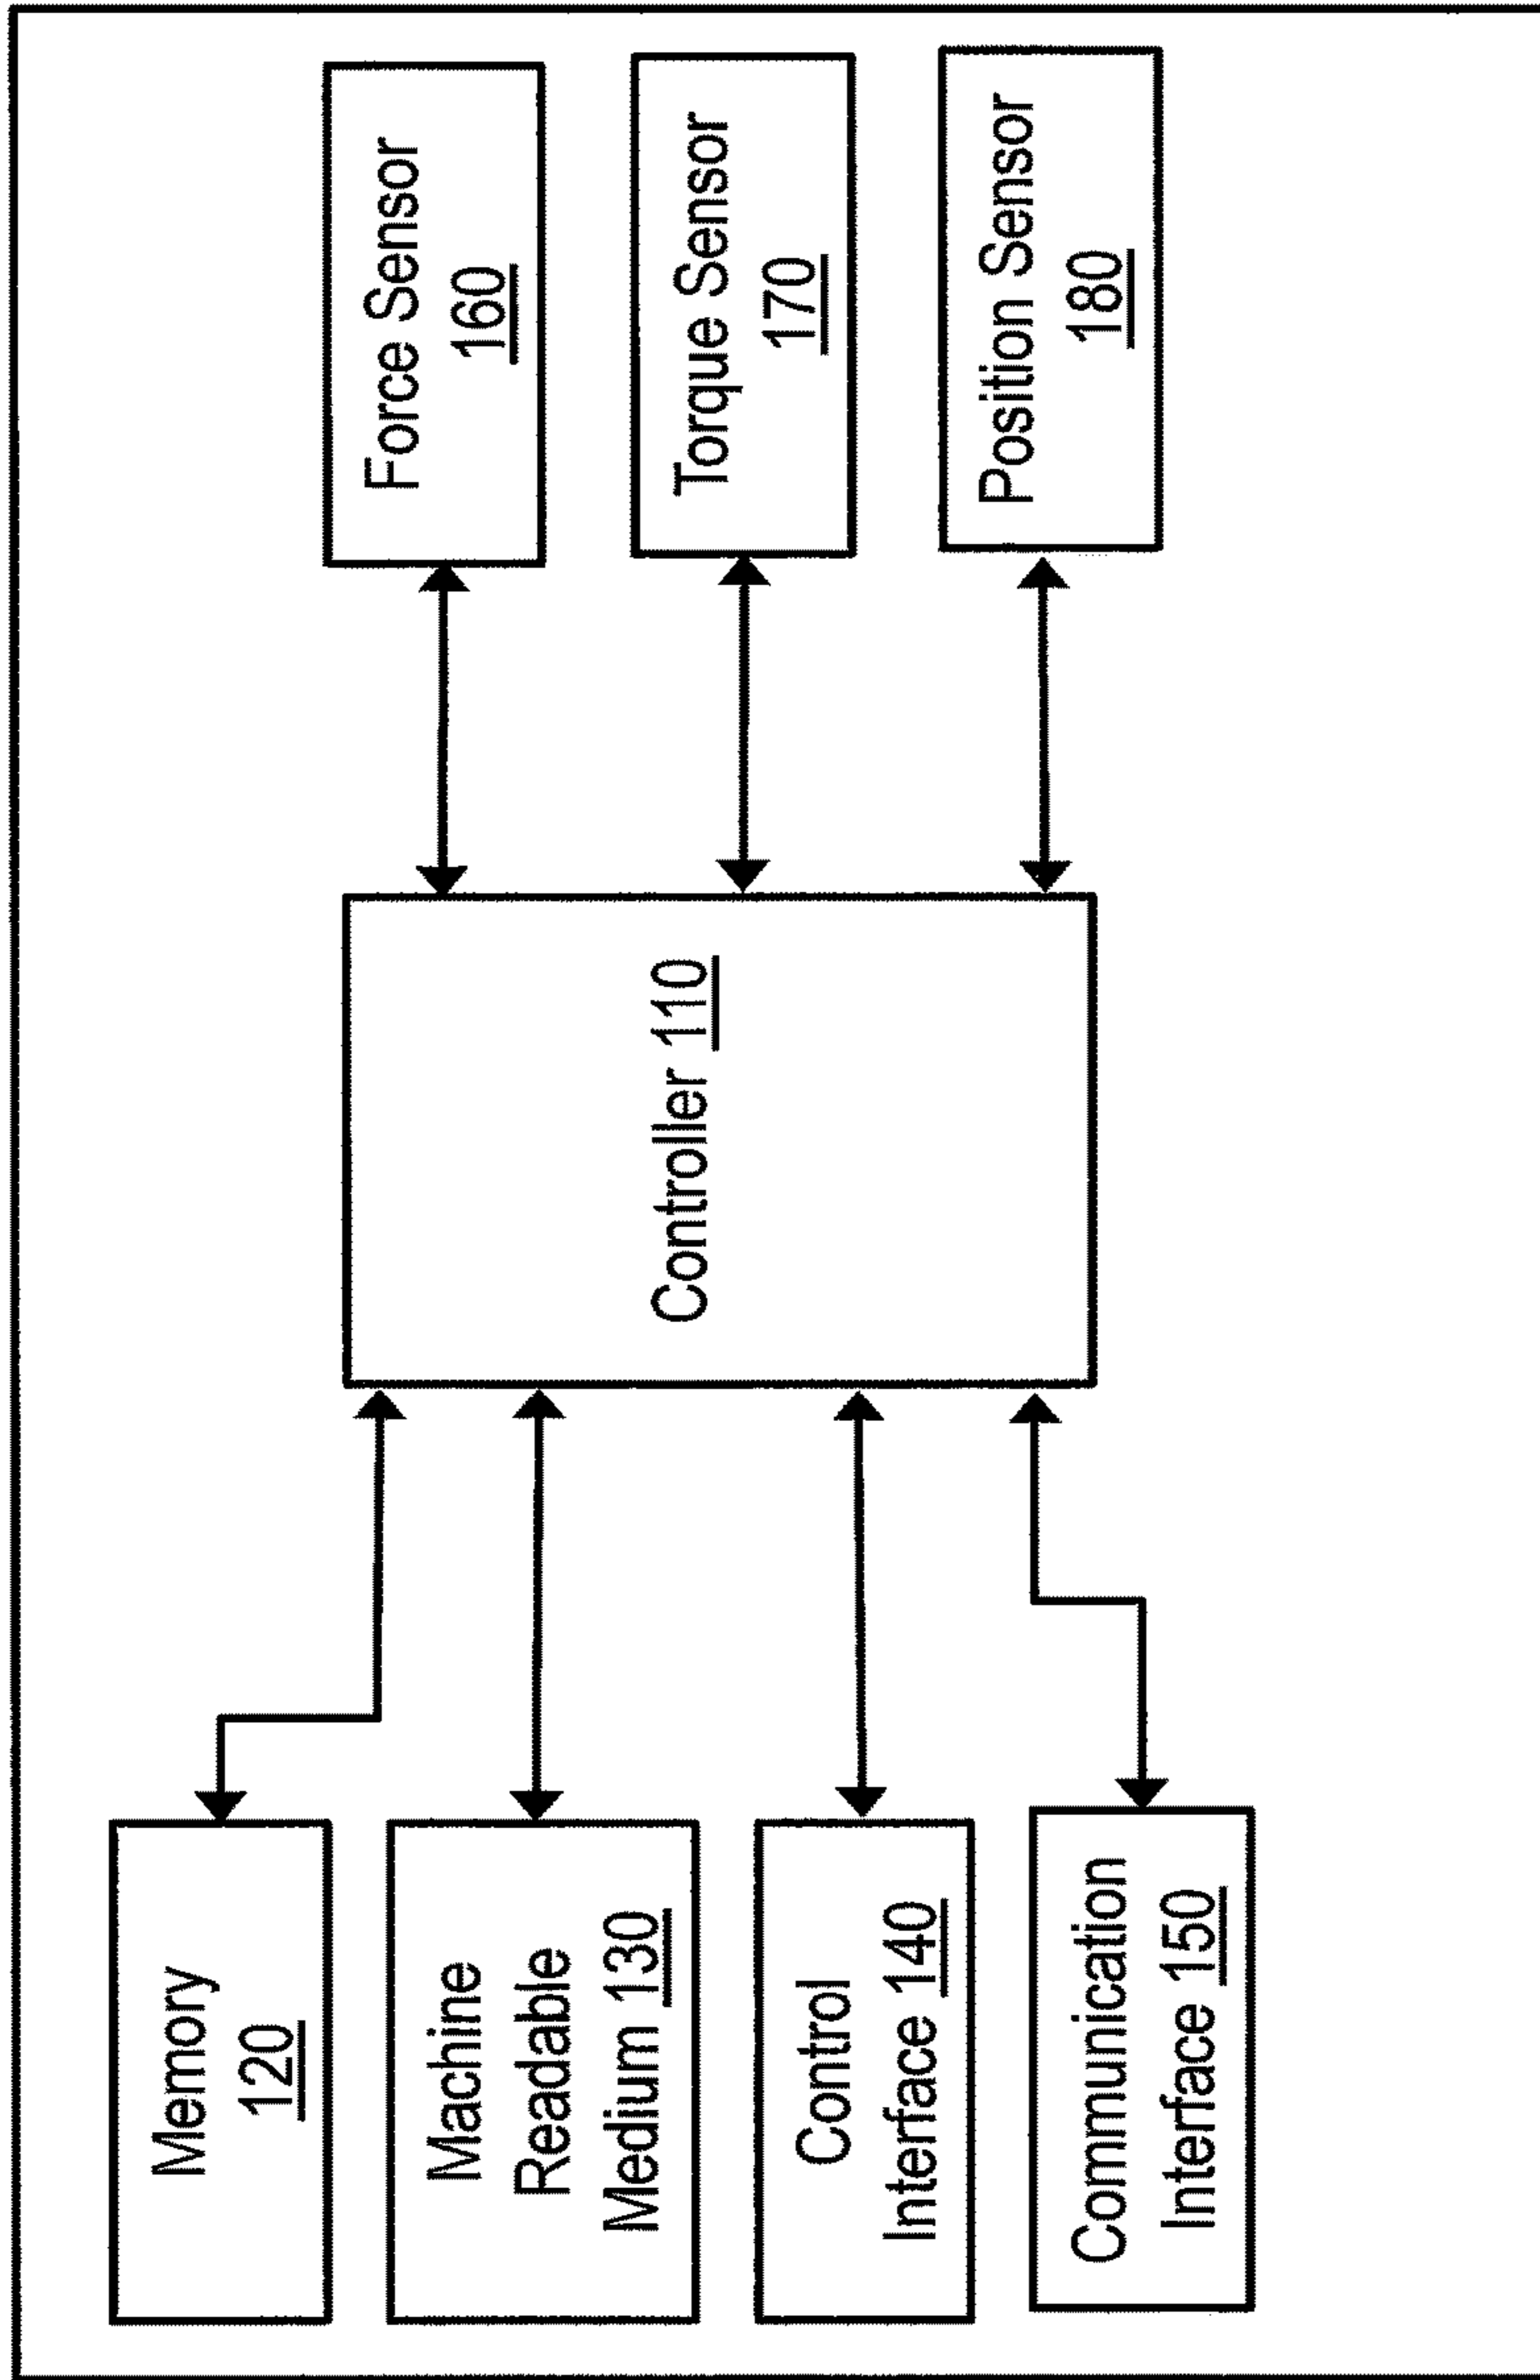 Memory
120
Machine
Readable
Medium 130
Control
Interface 140
Communication
Interface 150
Controller 110
Force Sensor
160
Torque Sensor
170
Position Sensor
180